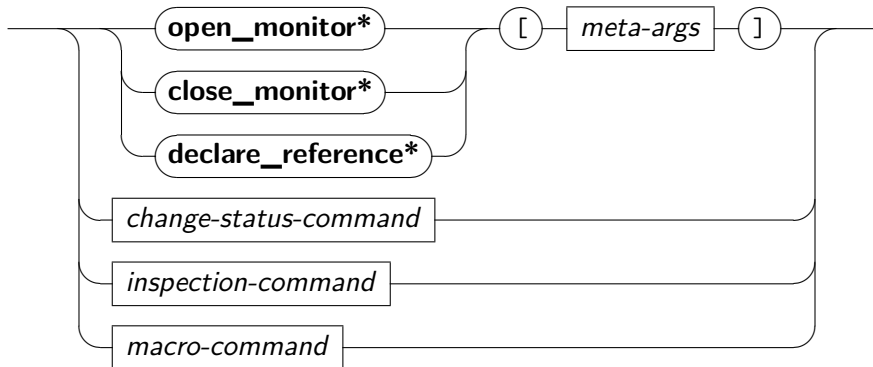 open_monitor* [ meta-args ]
close_monitor*
declare_reference*
change-status-command
inspection-command
macro-command